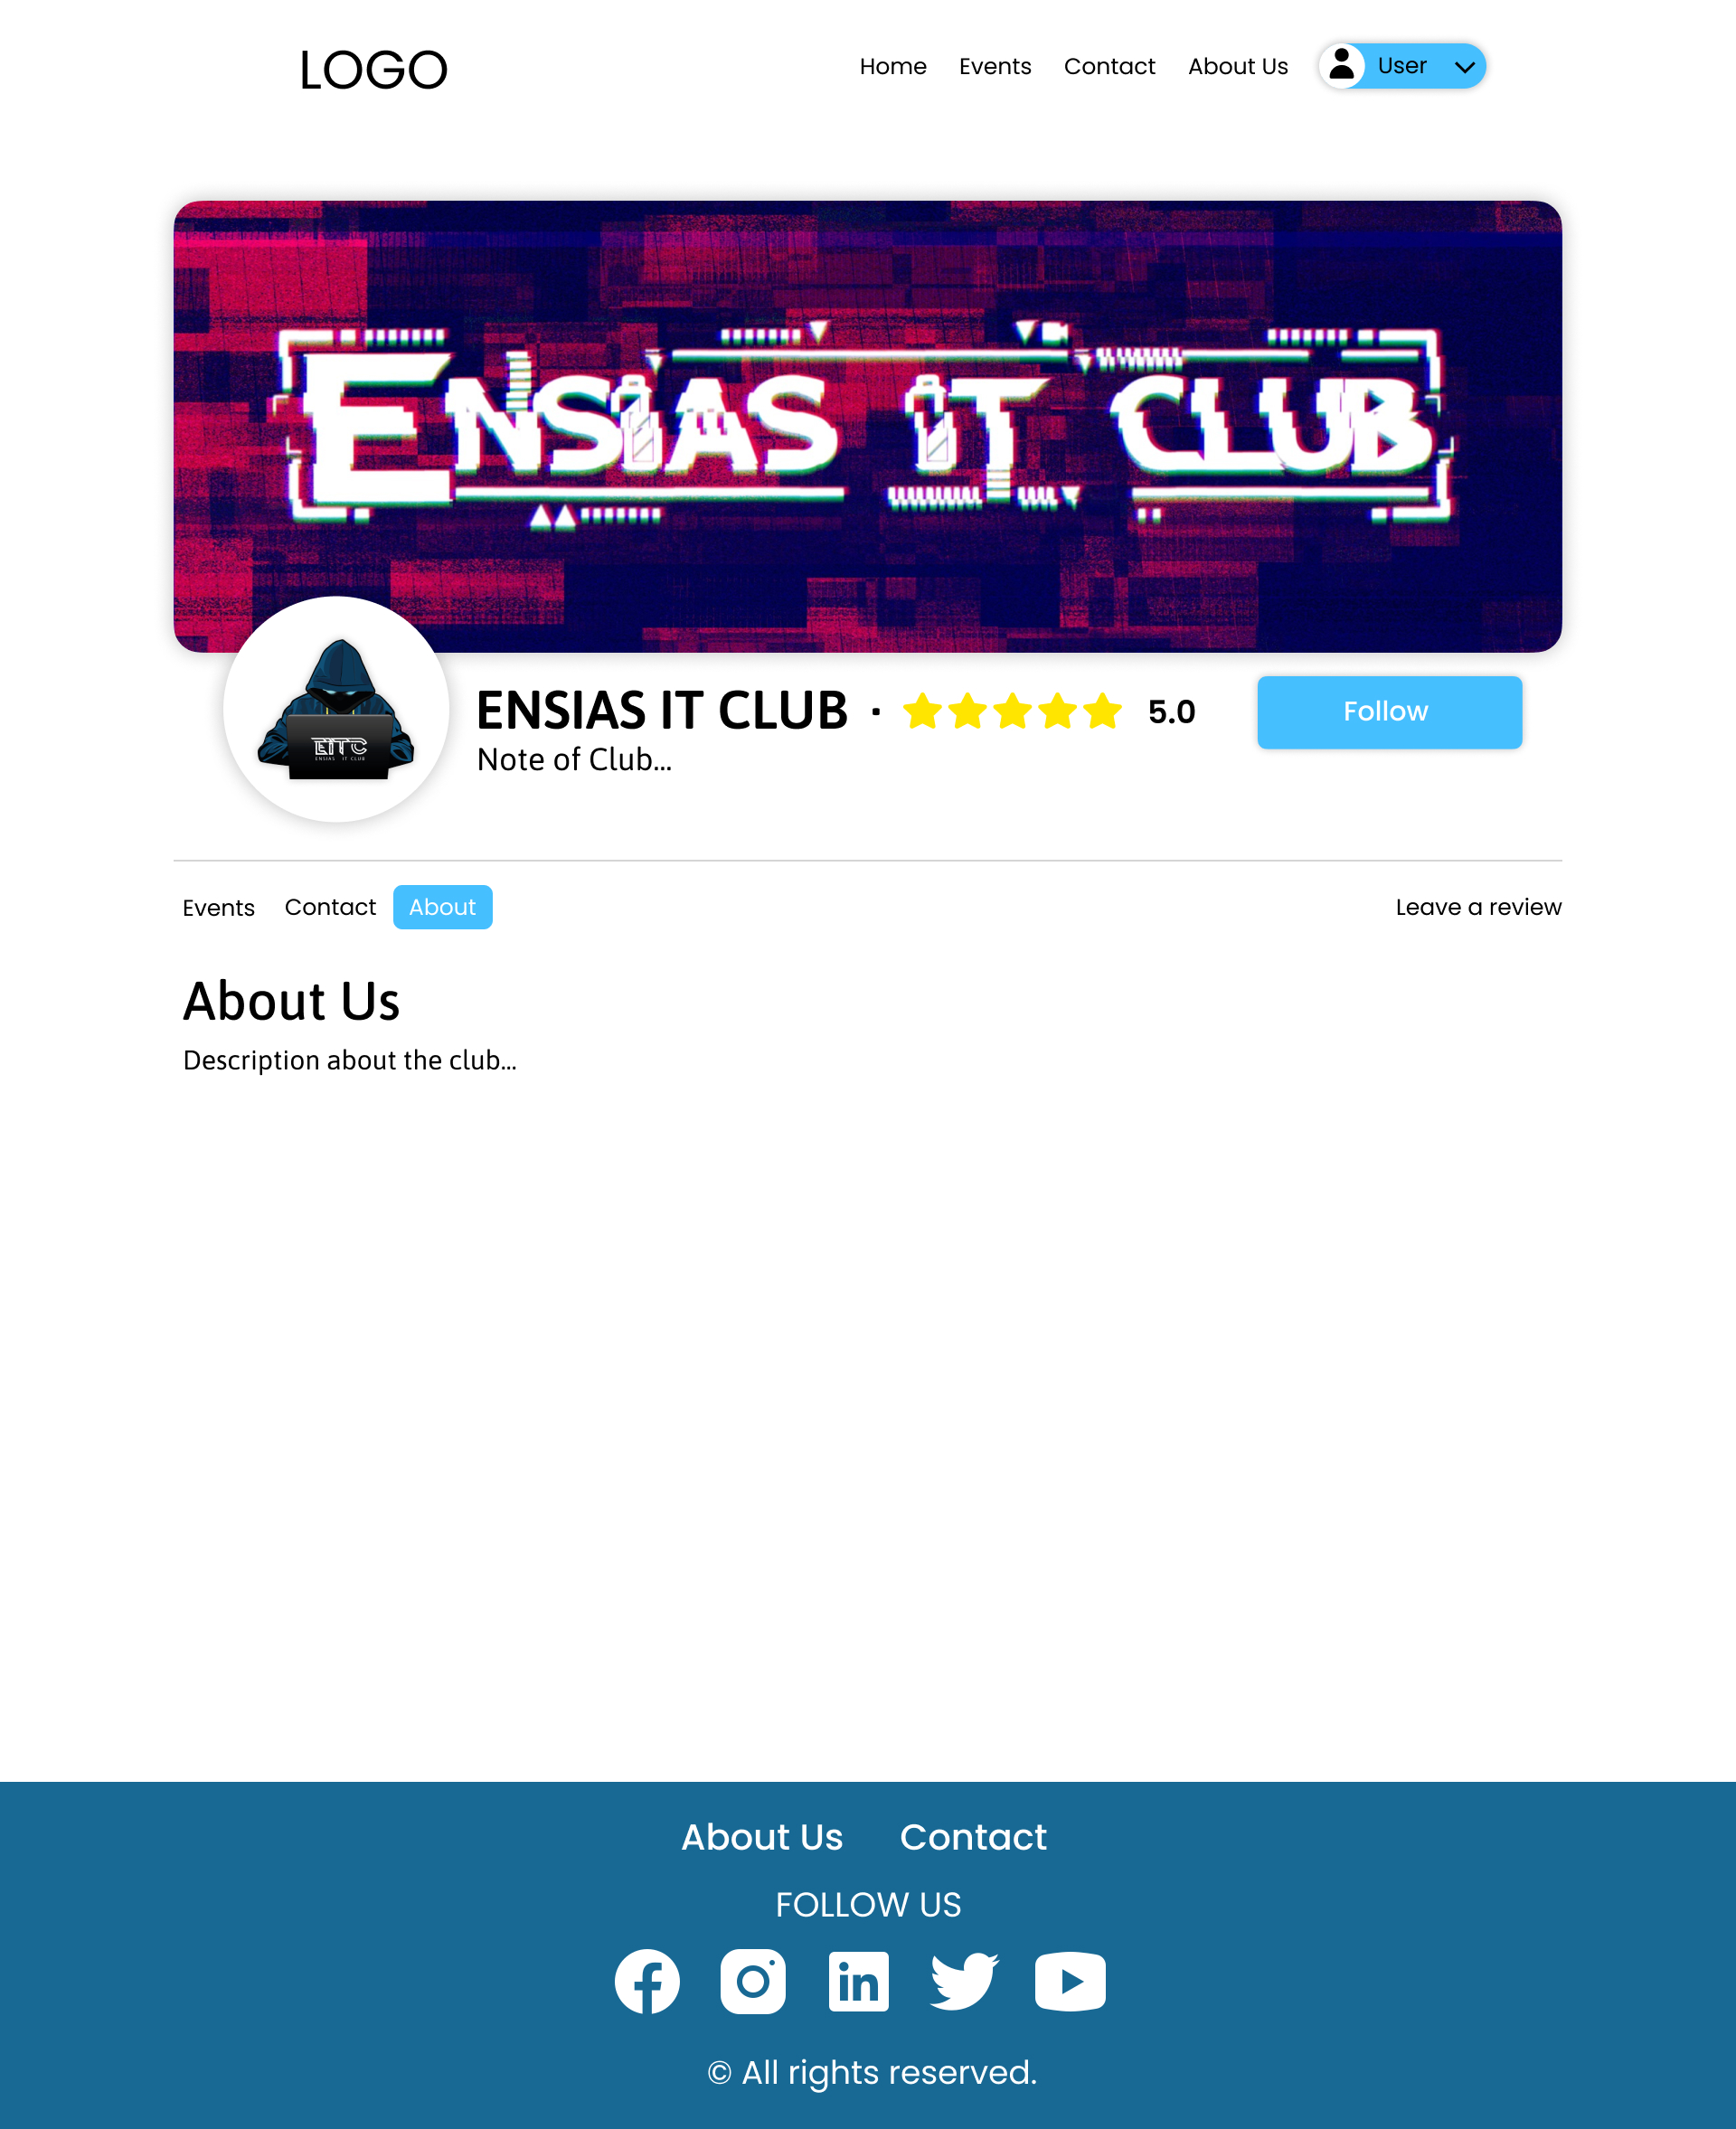 LOGO
Home Events Contact About Us User
ENSIAS IT CLUB
EITC
ENSIAS IT CLUB
ENSIAS IT CLUB · 5.0 Follow
Note of Club...
Events Contact About Leave a review
About Us
Description about the club...
About Us Contact
FOLLOW US
© All rights reserved.